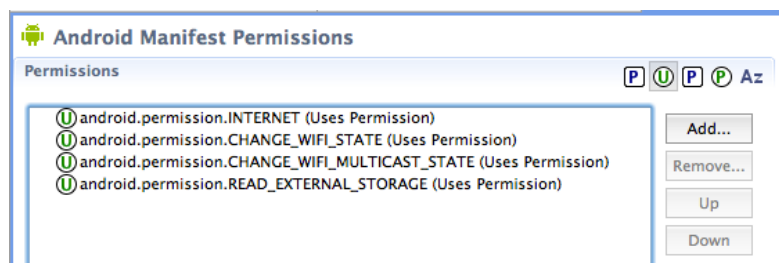 Android Manifest Permissions
Permissions
P U P P Az
U android.permission.INTERNET (Uses Permission)
U android.permission.CHANGE_WIFI_STATE (Uses Permission)
U android.permission.CHANGE_WIFI_MULTICAST_STATE (Uses Permission)
U android.permission.READ_EXTERNAL_STORAGE (Uses Permission)
Add...
Remove...
Up
Down